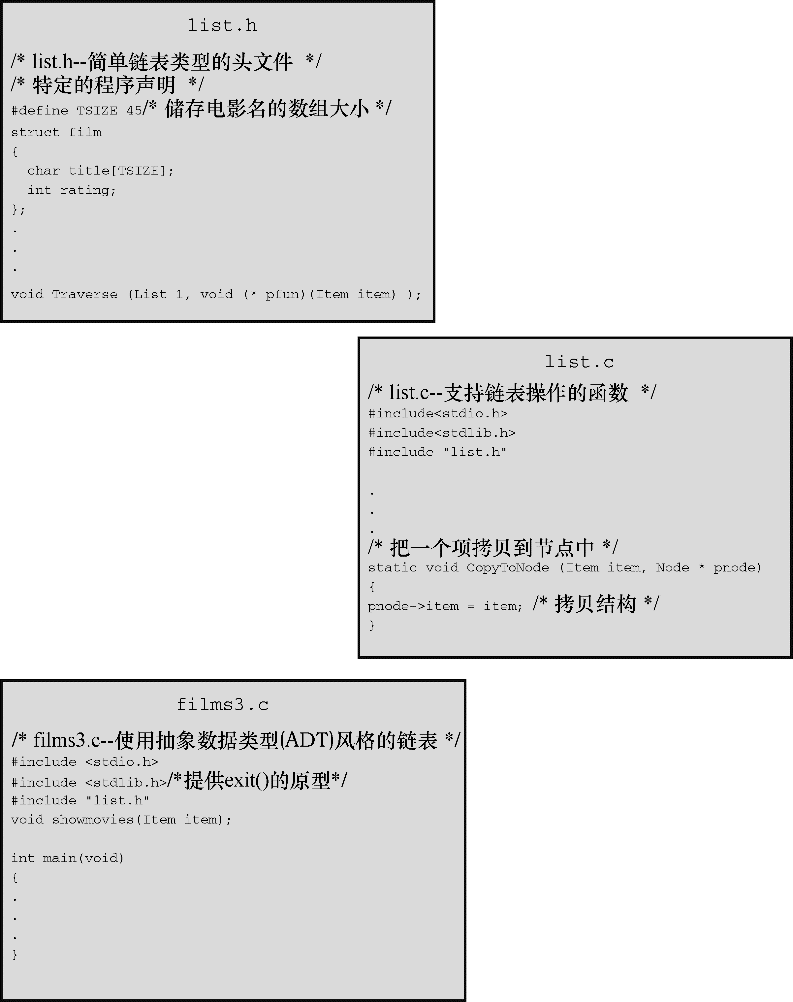 list.h
/* list.h--简单链表类型的头文件 */
/* 特定的程序声明 */
#define TSIZE 45/* 储存电影名的数组大小 */
struct film
{
char title[TSIZE];
int rating;
};
.
.
.
void Traverse (List l, void (* pfun)(Item item) );
list.c
/* list.c--支持链表操作的函数 */
#include<stdio.h>
#include<stdlib.h>
#include "list.h"
.
.
.
/* 把一个项拷贝到节点中 */
static void CopyToNode (Item item, Node * pnode)
{
pnode->item = item; /* 拷贝结构 */
}
films3.c
/* films3.c--使用抽象数据类型(ADT)风格的链表 */
#include <stdio.h>
#include <stdlib.h>/*提供exit()的原型*/
#include "list.h"
void showmovies(Item item);
int main(void)
{
.
.
.
}